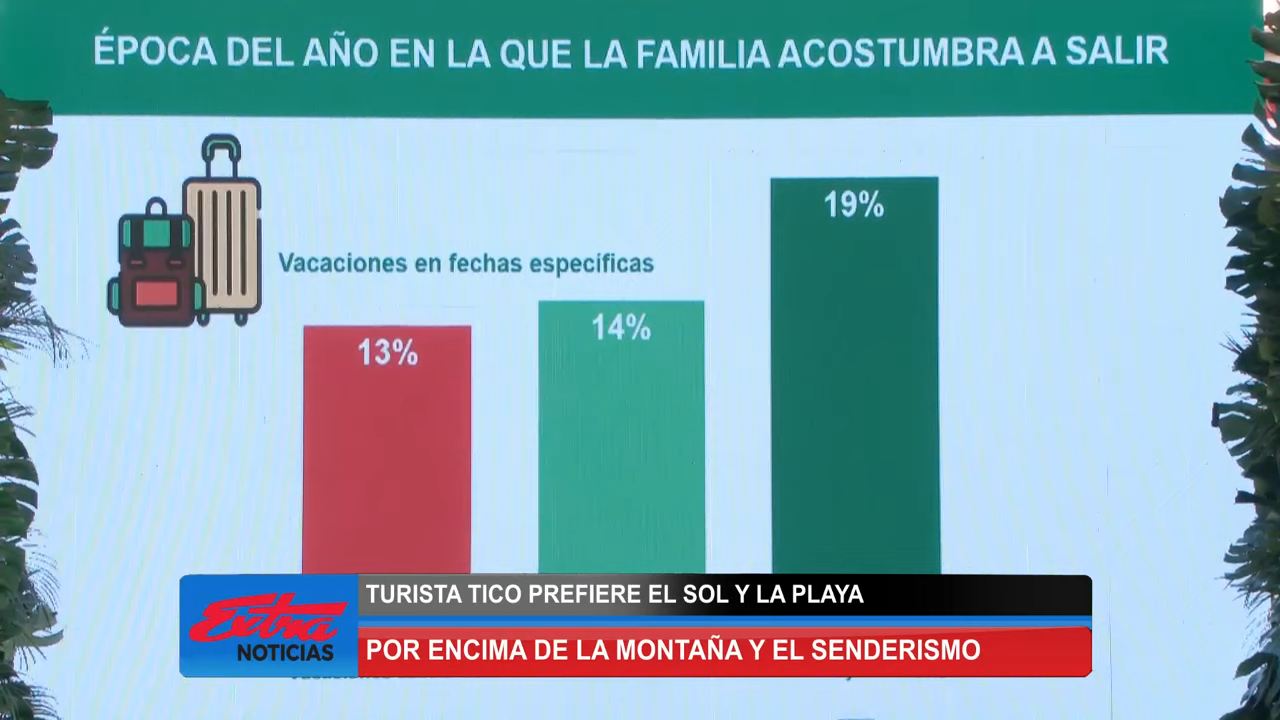 ÉPOCA DEL AÑO EN LA QUE LA FAMILIA ACOSTUMBRA A SALIR
19%
Vacaciones en fechas específicas
14%
13%
Extra
NOTICIAS
TURISTA TICO PREFIERE EL SOL Y LA PLAYA
POR ENCIMA DE LA MONTAÑA Y EL SENDERISMO